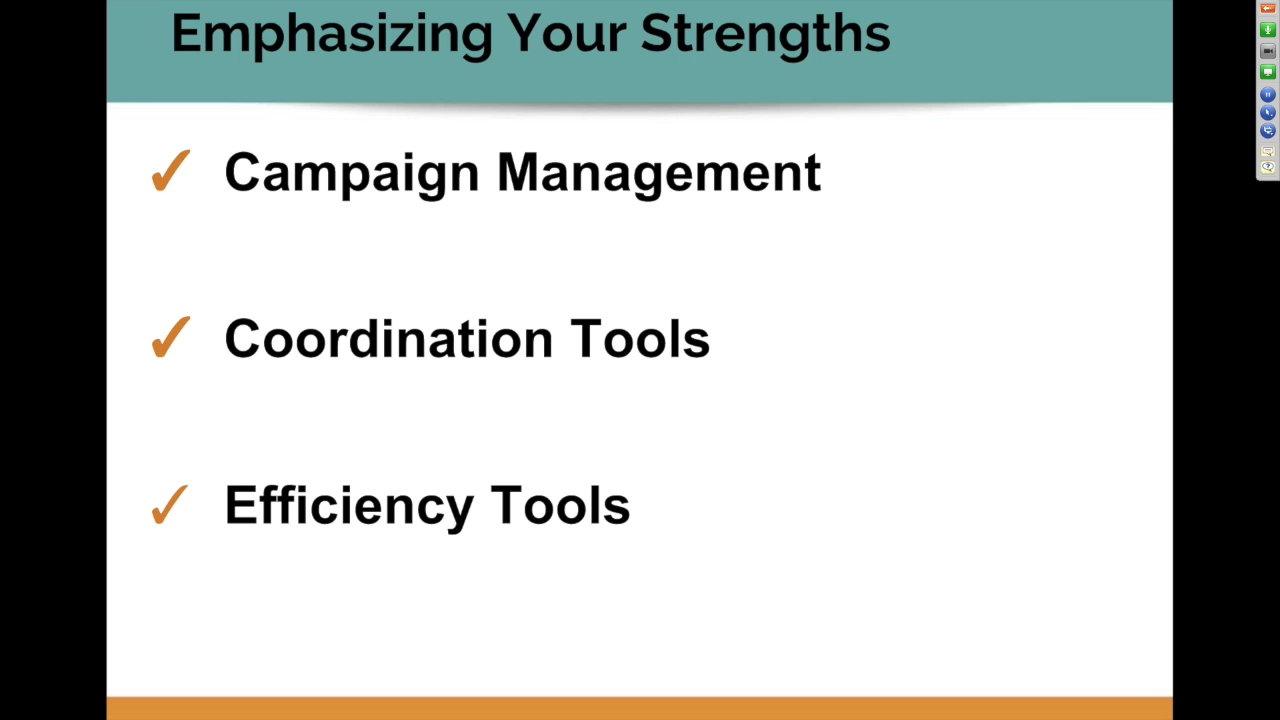 Emphasizing Your Strengths
✓ Campaign Management
✓ Coordination Tools
✓ Efficiency Tools